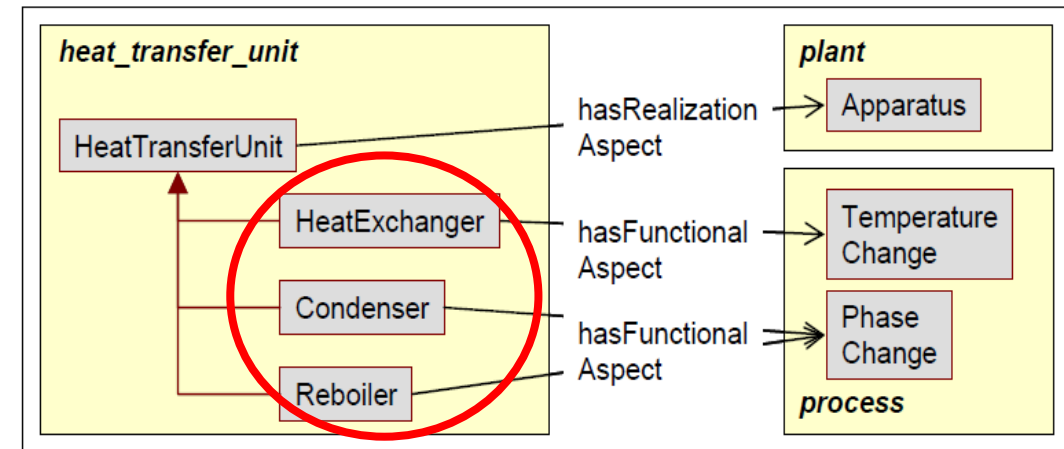 heat_transfer_unit
HeatTransferUnit
HeatExchanger
Condenser
Reboiler
hasRealization
Aspect
hasFunctional
Aspect
hasFunctional
Aspect
plant
Apparatus
Temperature
Change
Phase
Change
process